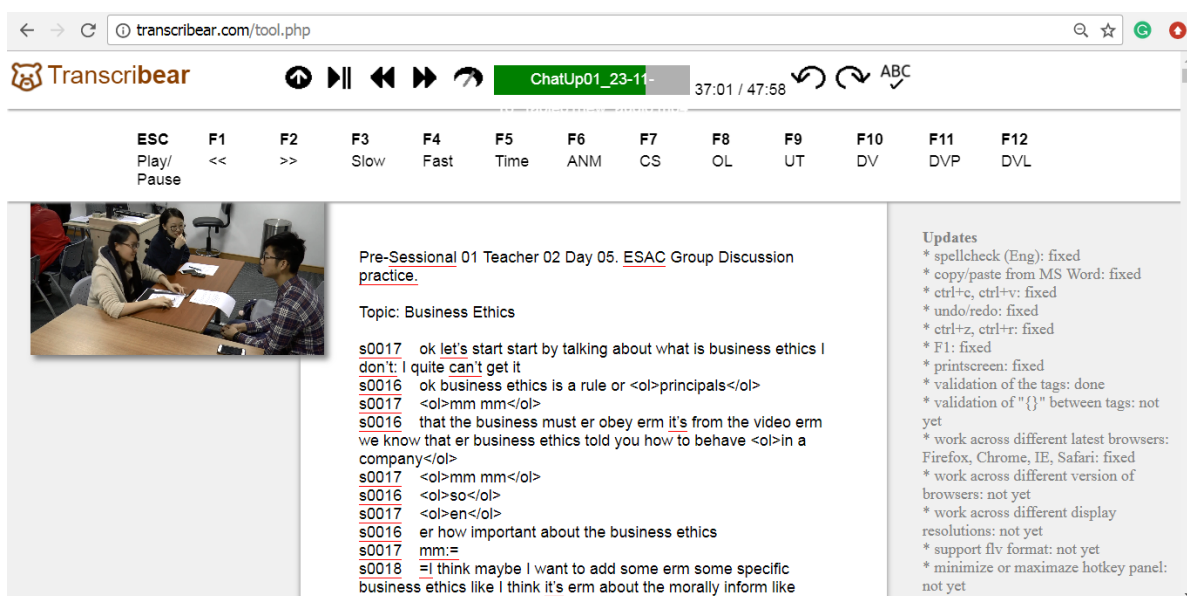 transcribear.com/tool.php
Transcribear
ChatUp01_23-11-
37:01 / 47:58
ABC
ESC F1 F2 F3 F4 F5 F6 F7 F8 F9 F10 F11 F12
Play/ << >> Slow Fast Time ANM CS OL UT DV DVP DVL
Pause
Pre-Sessional 01 Teacher 02 Day 05. ESAC Group Discussion
practice.
Topic: Business Ethics
s0017 ok let's start start by talking about what is business ethics I
don't: I quite can't get it
s0016 ok business ethics is a rule or <ol>principals</ol>
s0017 <ol>mm mm</ol>
s0016 that the business must er obey erm it's from the video erm
we know that er business ethics told you how to behave <ol>in a
company</ol>
s0017 <ol>mm mm</ol>
s0016 <ol>so</ol>
s0017 <ol>en</ol>
s0016 er how important about the business ethics
s0017 mm:=
s0018 =I think maybe I want to add some erm some specific
business ethics like I think it's erm about the morally inform like
Updates
* spellcheck (Eng): fixed
* copy/paste from MS Word: fixed
* ctrl+c, ctrl+v: fixed
* undo/redo: fixed
* ctrl+z, ctrl+r: fixed
* F1: fixed
* printscreen: fixed
* validation of the tags: done
* validation of "{}" between tags: not
yet
* work across different latest browsers:
Firefox, Chrome, IE, Safari: fixed
* work across different version of
browsers: not yet
* work across different display
resolutions: not yet
* support flv format: not yet
* minimize or maximaze hotkey panel:
not yet